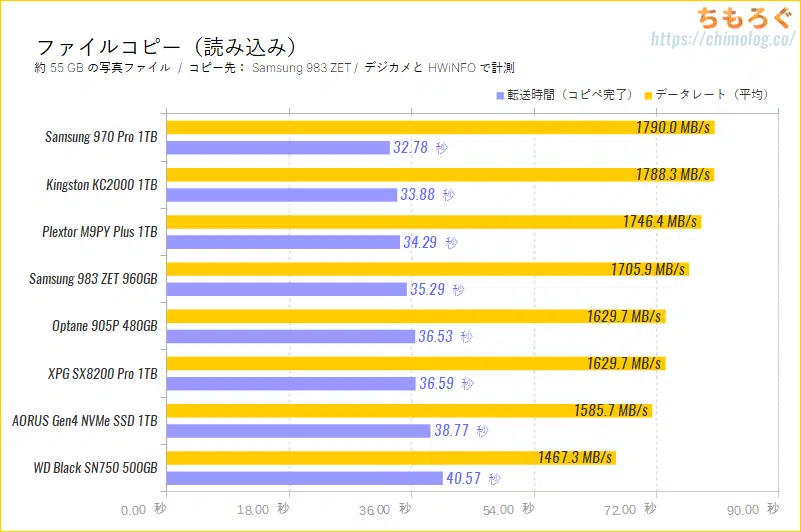 ちもろぐ
https://chimolog.co/
ファイルコピー（読み込み）
約 55 GB の写真ファイル / コピー先： Samsung 983 ZET / デジカメと HWiNFO で計測
転送時間（コピペ完了） データレート（平均）
Samsung 970 Pro 1TB 1790.0 MB/s
32.78 秒
Kingston KC2000 1TB 1788.3 MB/s
33.88 秒
Plextor M9PY Plus 1TB 1746.4 MB/s
34.29 秒
Samsung 983 ZET 960GB 1705.9 MB/s
35.29 秒
Optane 905P 480GB 1629.7 MB/s
36.53 秒
XPG SX8200 Pro 1TB 1629.7 MB/s
36.59 秒
AORUS Gen4 NVMe SSD 1TB 1585.7 MB/s
38.77 秒
WD Black SN750 500GB 1467.3 MB/s
40.57 秒
0.00 秒 18.00 秒 36.00 秒 54.00 秒 72.00 秒 90.00 秒